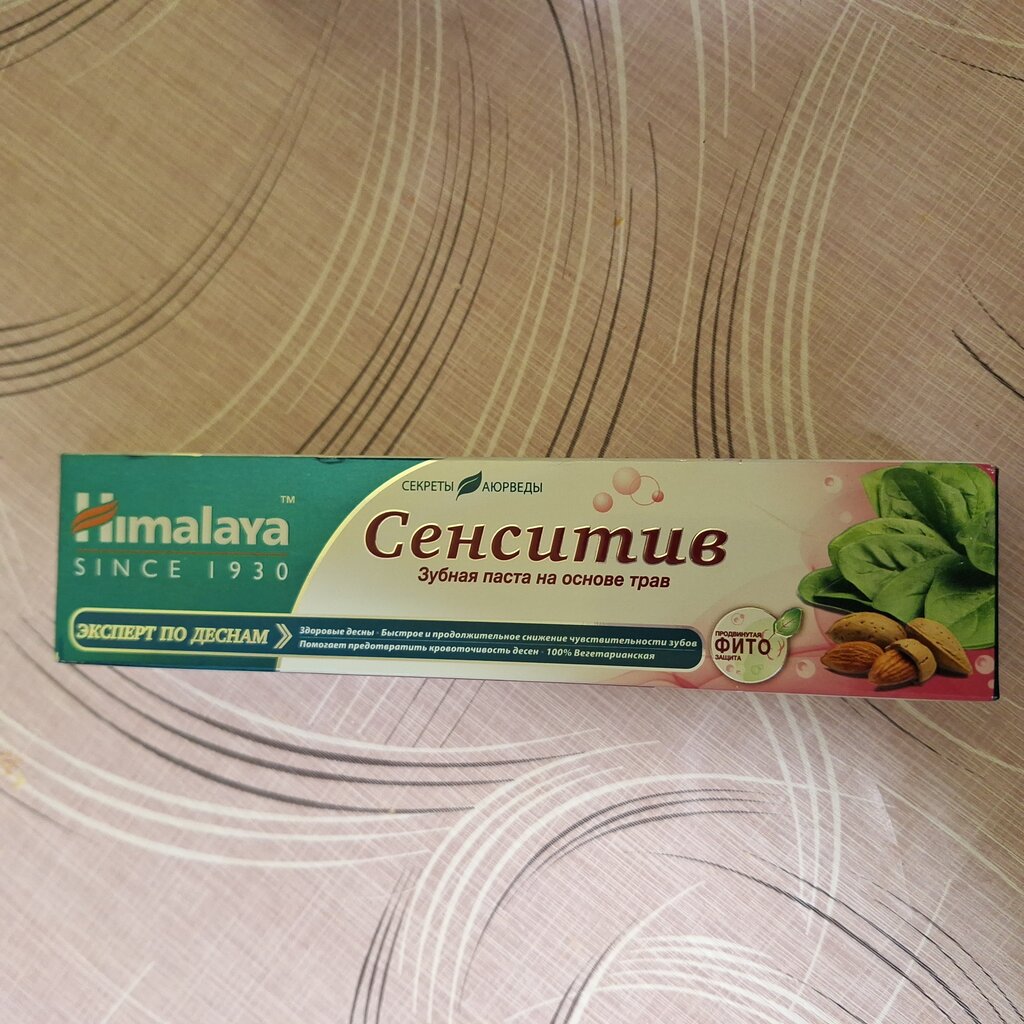 Himalaya™
SINCE 1930
СЕКРЕТЫ АЮРВЕДЫ
Сенситив
Зубная паста на основе трав
ЭКСПЕРТ ПО ДЕСНАМ
Здоровые десны · Быстрое и продолжительное снижение чувствительности зубов
Помогает предотвратить кровоточивость десен · 100% Вегетарианская
ПРОДВИНУТАЯ
ФИТО
ЗАЩИТА